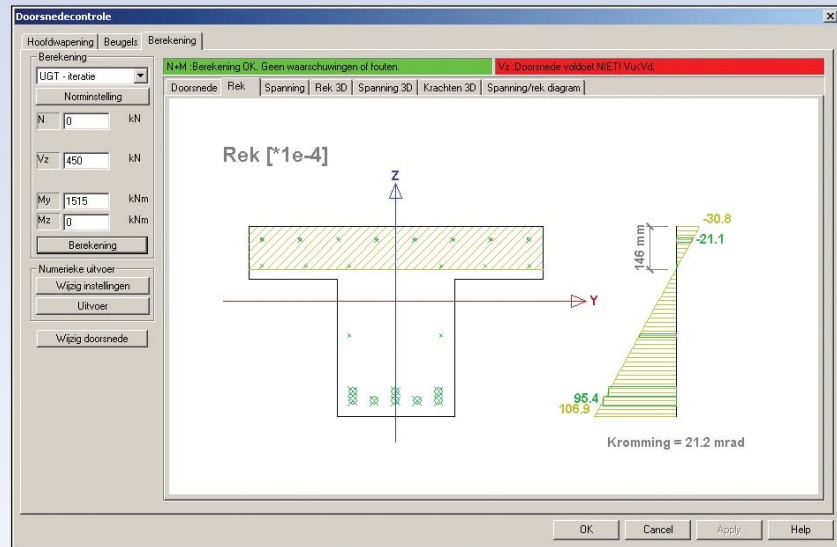 Doorsnedecontrole
Hoofdwapening Beugels Berekening
Berekening
UGT - iteratie
Norminstelling
N 0 kN
Vz 450 kN
My 1515 kNm
Mz 0 kNm
Berekening
Numerieke uitvoer
Wijzig instellingen
Uitvoer
Wijzig doorsnede
N+M :Berekening OK. Geen waarschuwingen of fouten. Vz :Doorsnede voldoet NIET! Vu<Vd.
Doorsnede Rek Spanning Rek 3D Spanning 3D Krachten 3D Spanning/rek diagram
Rek [*1e-4]
Z
Y
146 mm
-30.8
-21.1
95.4
106.9
Kromming = 21.2 mrad
OK Cancel Apply Help